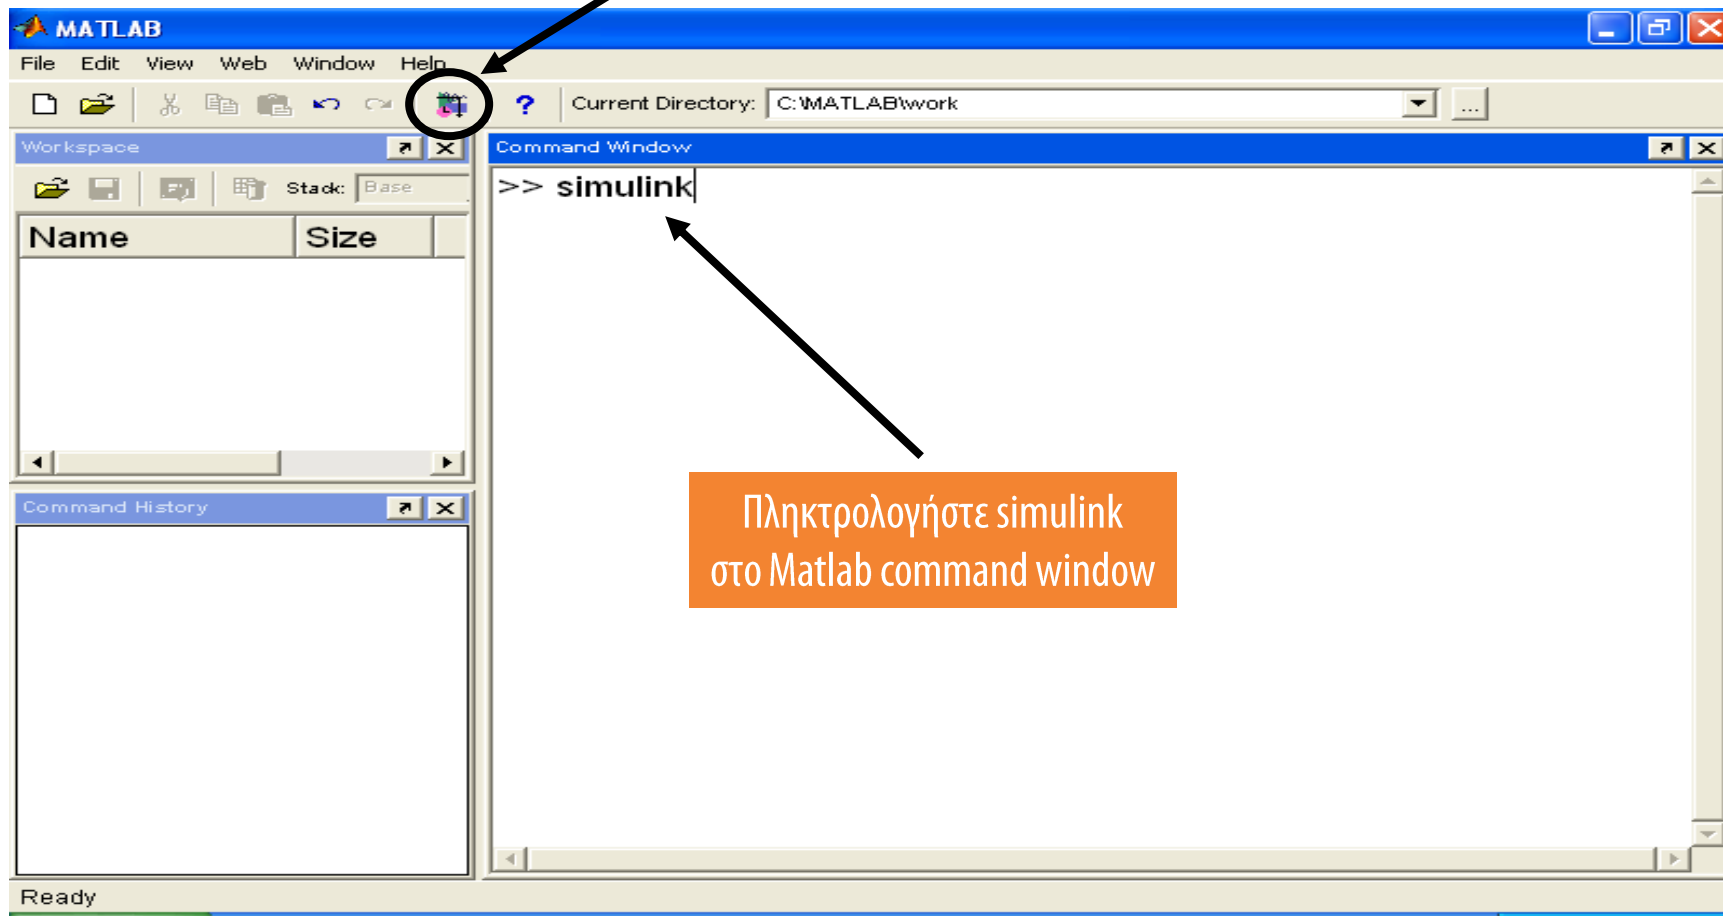 MATLAB
File Edit View Web Window Help
? Current Directory: C:\MATLAB\work ...
Workspace
Stack: Base
Name Size
Command History
Command Window
>> simulink
Πληκτρολογήστε simulink
στο Matlab command window
Ready